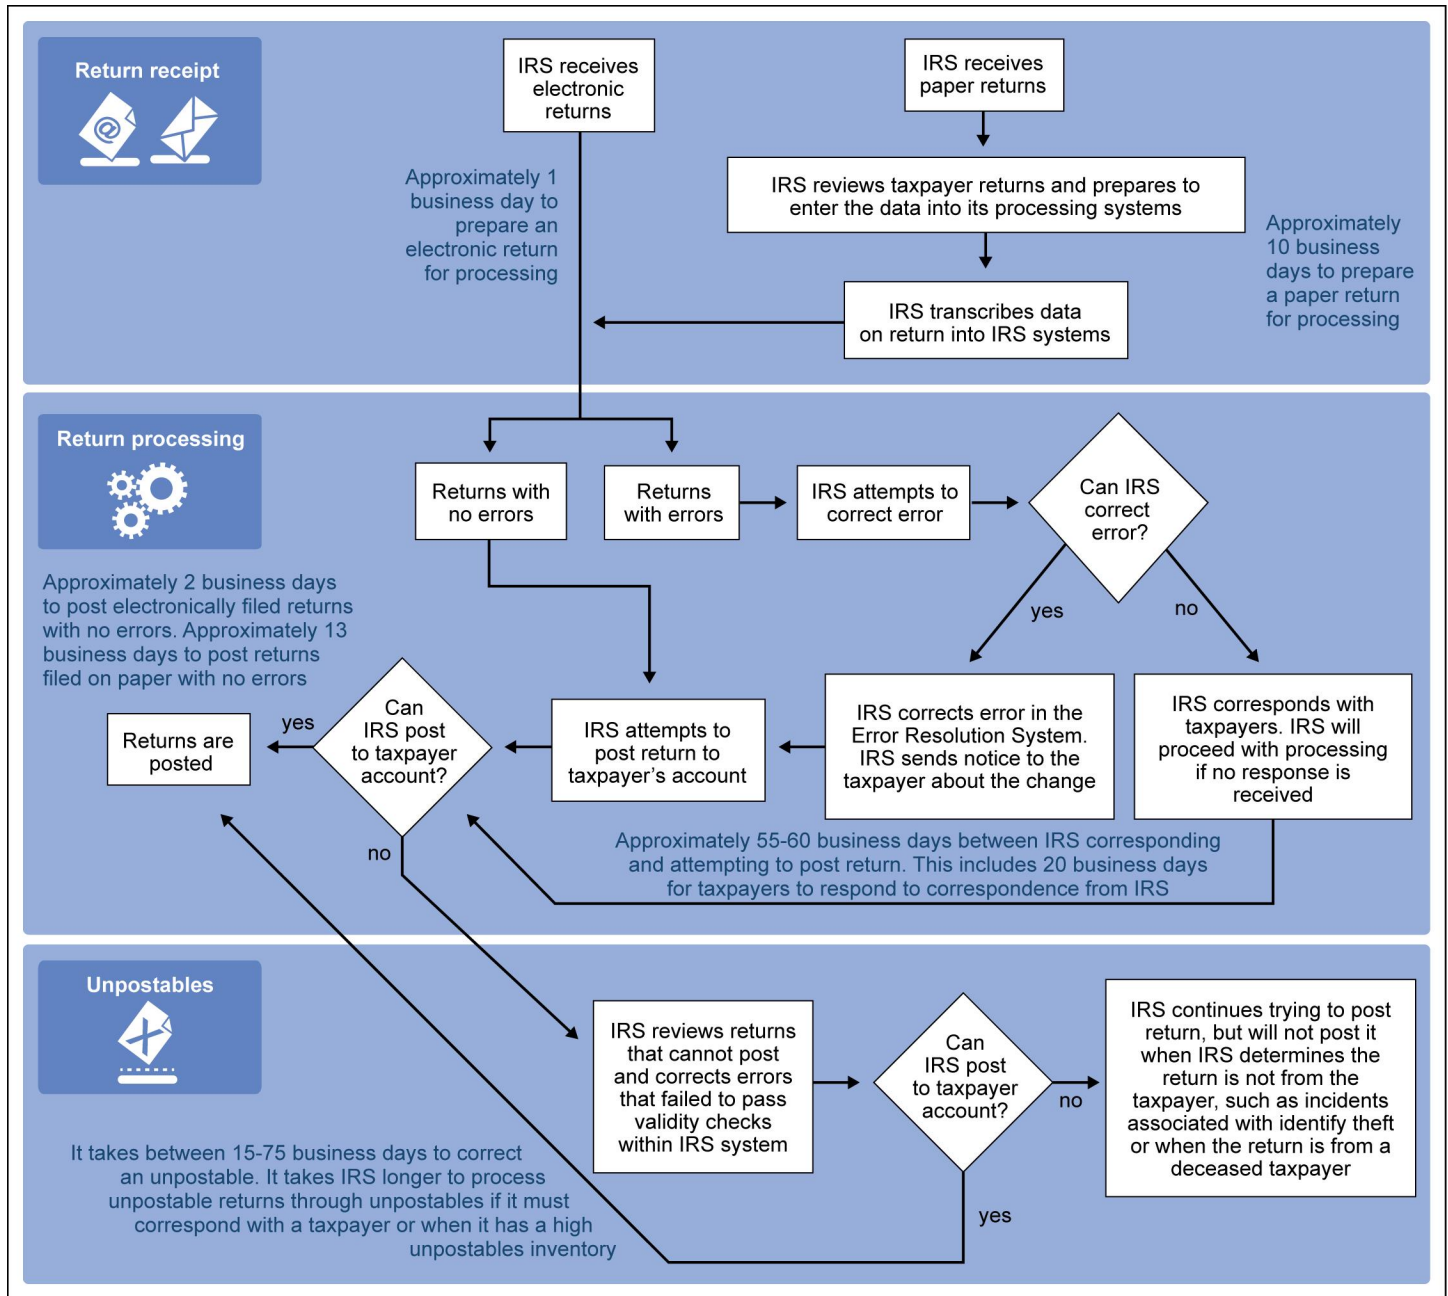 Return receipt
@
IRS receives
electronic
returns
IRS receives
paper returns
Approximately 1
business day to
prepare an
electronic return
for processing
IRS reviews taxpayer returns and prepares to
enter the data into its processing systems
Approximately
10 business
days to prepare
a paper return
for processing
IRS transcribes data
on return into IRS systems
Return processing
Returns with
no errors
Returns
with errors
IRS attempts to
correct error
Can IRS
correct
error?
yes
no
Approximately 2 business days
to post electronically filed returns
with no errors. Approximately 13
business days to post returns
filed on paper with no errors
Returns are
posted
yes
Can
IRS post
to taxpayer
account?
no
IRS attempts to
post return to
taxpayer’s account
IRS corrects error in the
Error Resolution System.
IRS sends notice to the
taxpayer about the change
IRS corresponds with
taxpayers. IRS will
proceed with processing
if no response is
received
Approximately 55-60 business days between IRS corresponding
and attempting to post return. This includes 20 business days
for taxpayers to respond to correspondence from IRS
Unpostables
X
It takes between 15-75 business days to correct
an unpostable. It takes IRS longer to process
unpostable returns through unpostables if it must
correspond with a taxpayer or when it has a high
unpostables inventory
IRS reviews returns
that cannot post
and corrects errors
that failed to pass
validity checks
within IRS system
Can
IRS post
to taxpayer
account?
no
yes
IRS continues trying to post
return, but will not post it
when IRS determines the
return is not from the
taxpayer, such as incidents
associated with identify theft
or when the return is from a
deceased taxpayer